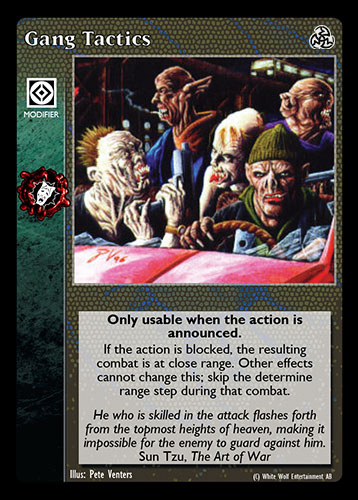 Gang Tactics
MODIFIER
Only usable when the action is
announced.
If the action is blocked, the resulting
combat is at close range. Other effects
cannot change this; skip the determine
range step during that combat.
He who is skilled in the attack flashes forth
from the topmost heights of heaven, making it
impossible for the enemy to guard against him.
Sun Tzu, The Art of War
Illus: Pete Venters
(C) White Wolf Entertainment AB